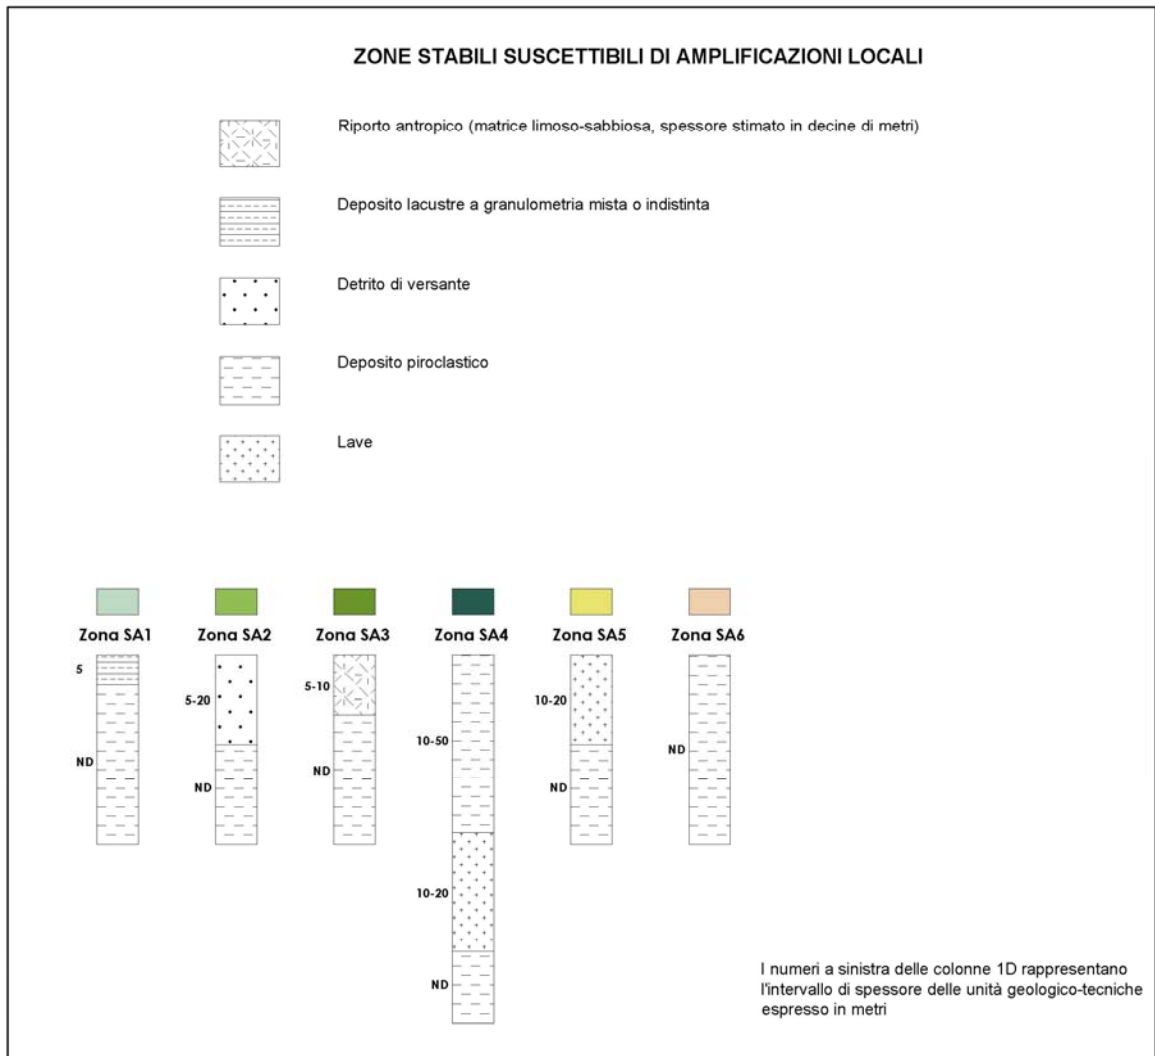 ZONE STABILI SUSCETTIBILI DI AMPLIFICAZIONI LOCALI
Riporto antropico (matrice limoso-sabbiosa, spessore stimato in decine di metri)
Deposito lacustre a granulometria mista o indistinta
Detrito di versante
Deposito piroclastico
Lave
Zona SA1
Zona SA2
Zona SA3
Zona SA4
Zona SA5
Zona SA6
5
ND
5-20
ND
5-10
ND
10-50
10-20
ND
10-20
ND
ND
I numeri a sinistra delle colonne 1D rappresentano
l'intervallo di spessore delle unità geologico-tecniche
espresso in metri